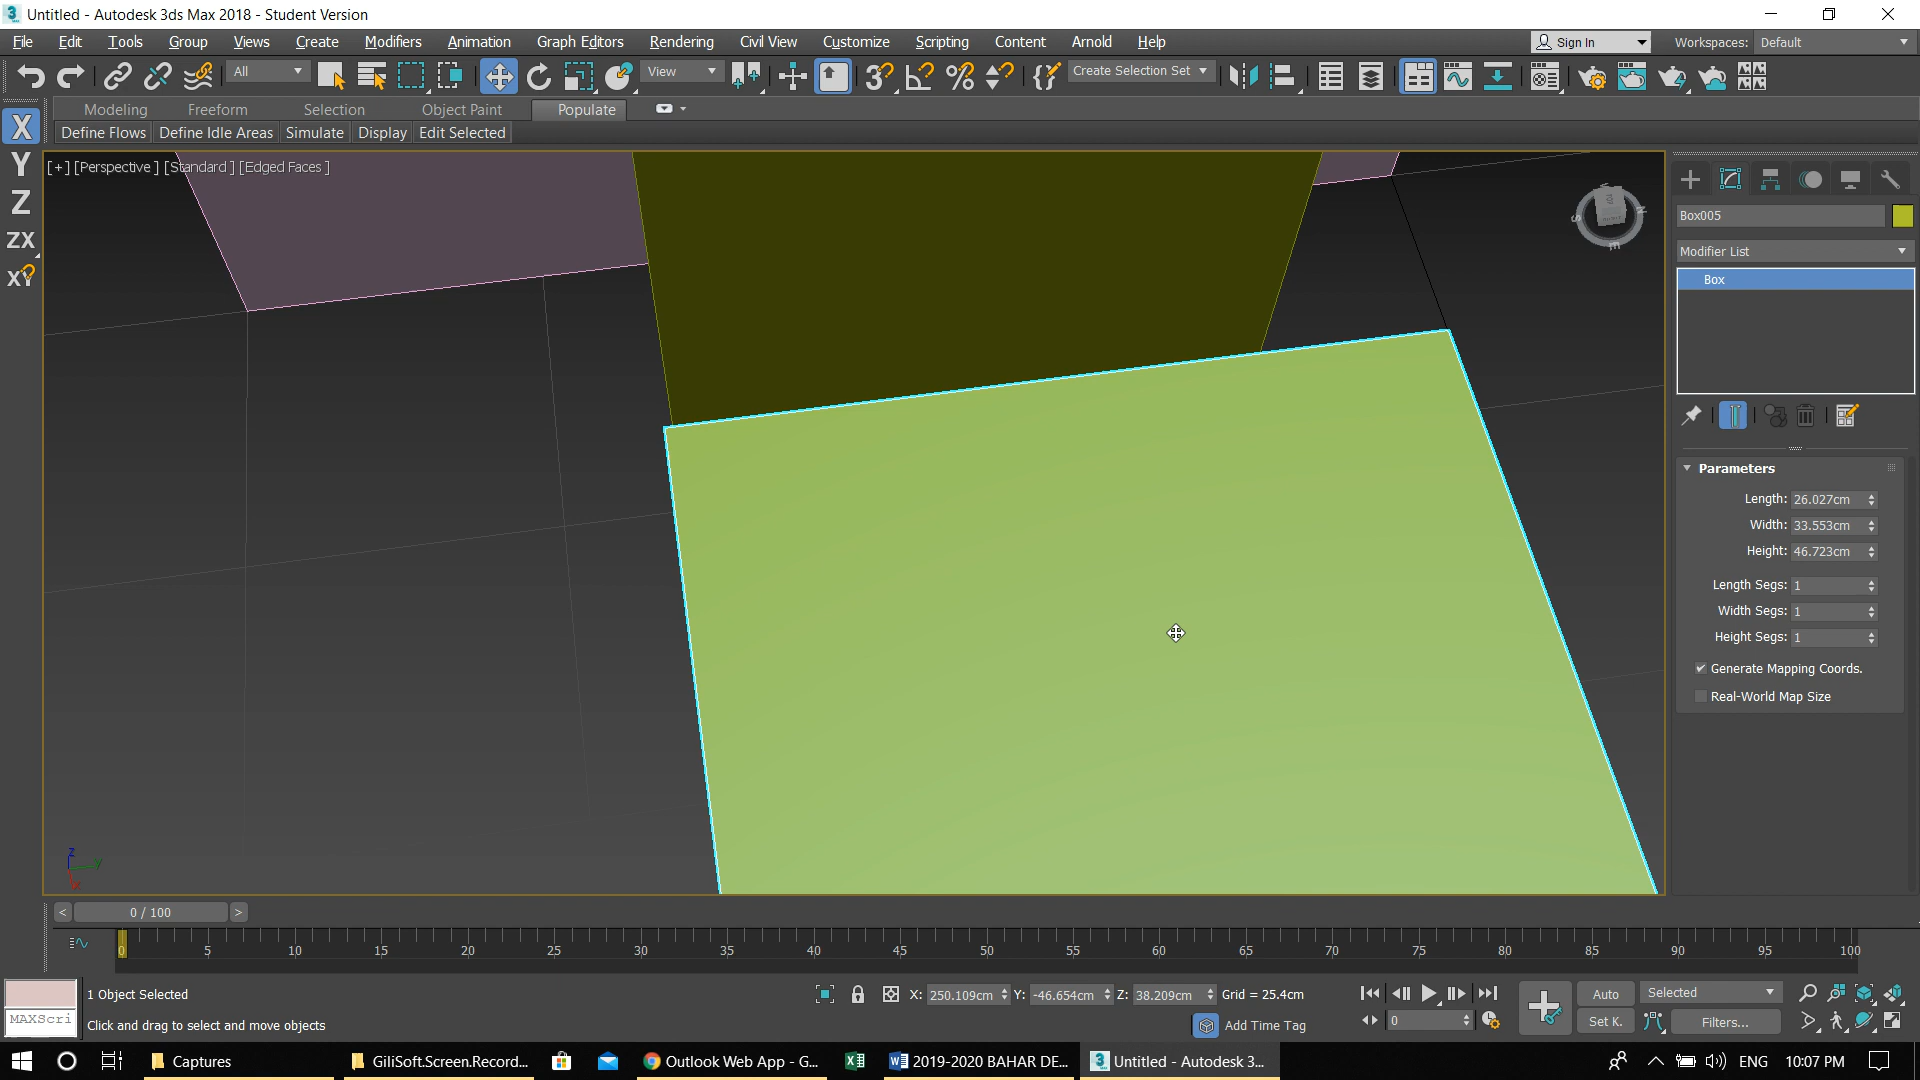 Untitled - Autodesk 3ds Max 2018 - Student Version
File Edit Tools Group Views Create Modifiers Animation Graph Editors Rendering Civil View Customize Scripting Content Arnold Help Sign In Workspaces: Default
All View Create Selection Set
Modeling Freeform Selection Object Paint Populate
Define Flows Define Idle Areas Simulate Display Edit Selected
X
Y
Z
ZX
XY
[+] [Perspective ] [Standard ] [Edged Faces ]
Box005
Modifier List
Box
Parameters
Length: 26.027cm
Width: 33.553cm
Height: 46.723cm
Length Segs: 1
Width Segs: 1
Height Segs: 1
Generate Mapping Coords.
Real-World Map Size
z
y
x
< 0 / 100 >
0 5 10 15 20 25 30 35 40 45 50 55 60 65 70 75 80 85 90 95 100
1 Object Selected X: 250.109cm Y: -46.654cm Z: 38.209cm Grid = 25.4cm Auto Selected
MAXScri Click and drag to select and move objects Add Time Tag 0 Set K. Filters...
Captures GiliSoft.Screen.Record... Outlook Web App - G... 2019-2020 BAHAR DE... Untitled - Autodesk 3... ENG 10:07 PM